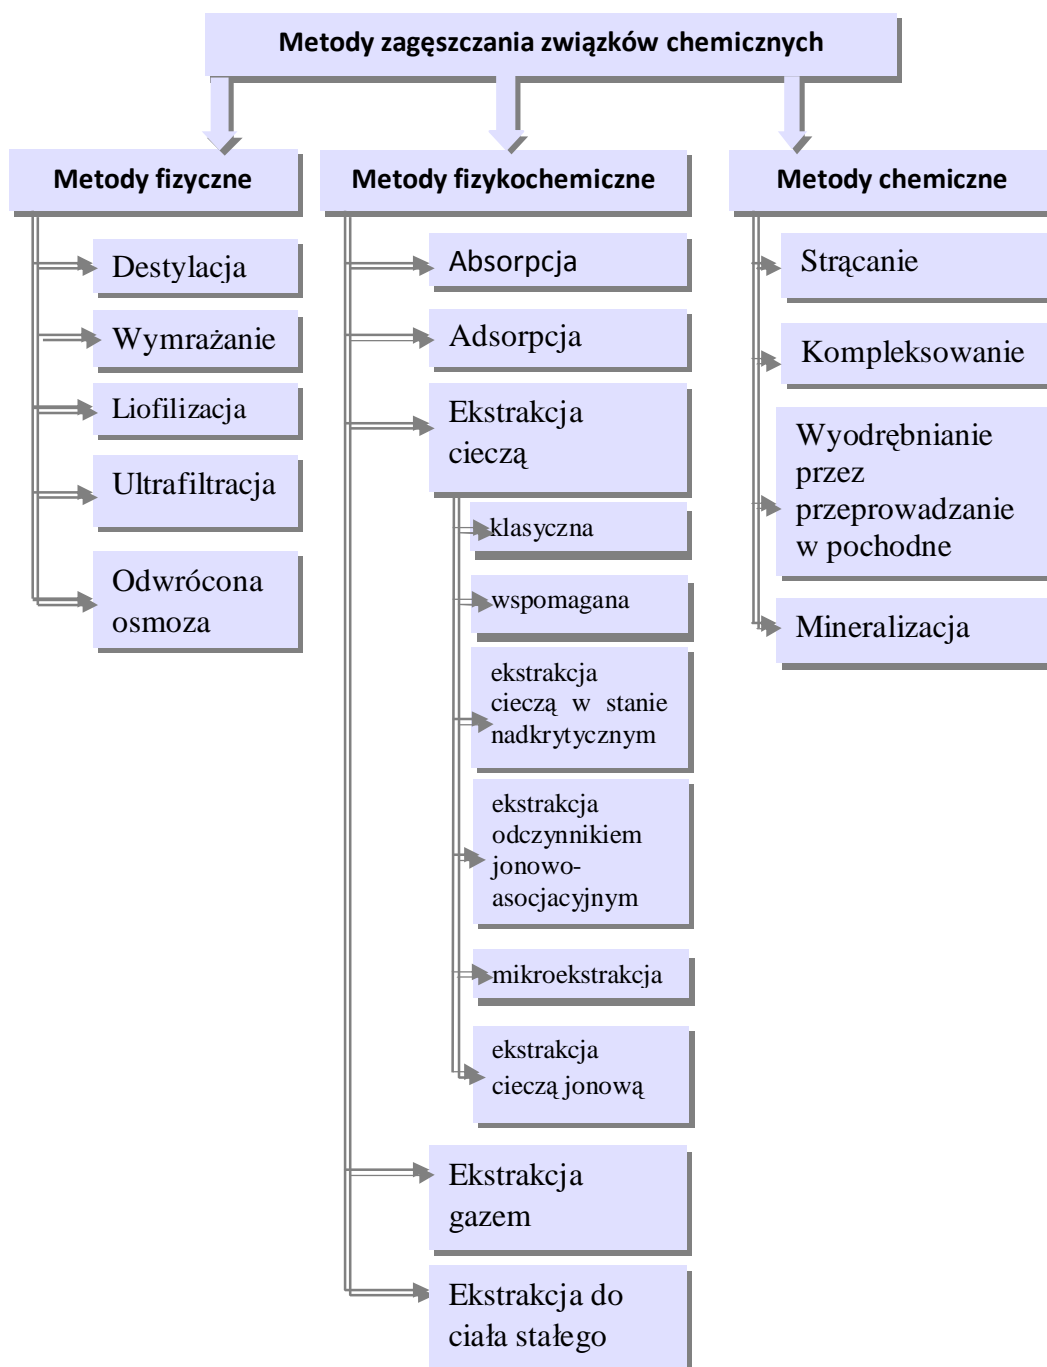 Metody zagęszczania związków chemicznych
Metody fizyczne
Destylacja
Wymrażanie
Liofilizacja
Ultrafiltracja
Odwrócona
osmoza
Metody fizykochemiczne
Absorpcja
Adsorpcja
Ekstrakcja
cieczą
klasyczna
wspomagana
ekstrakcja
cieczą w stanie
nadkrytycznym
ekstrakcja
odczynnikiem
jonowo-
asocjacyjnym
mikroekstrakcja
ekstrakcja
cieczą jonową
Ekstrakcja
gazem
Ekstrakcja do
ciała stałego
Metody chemiczne
Strącanie
Kompleksowanie
Wyodrębnianie
przez
przeprowadzanie
w pochodne
Mineralizacja